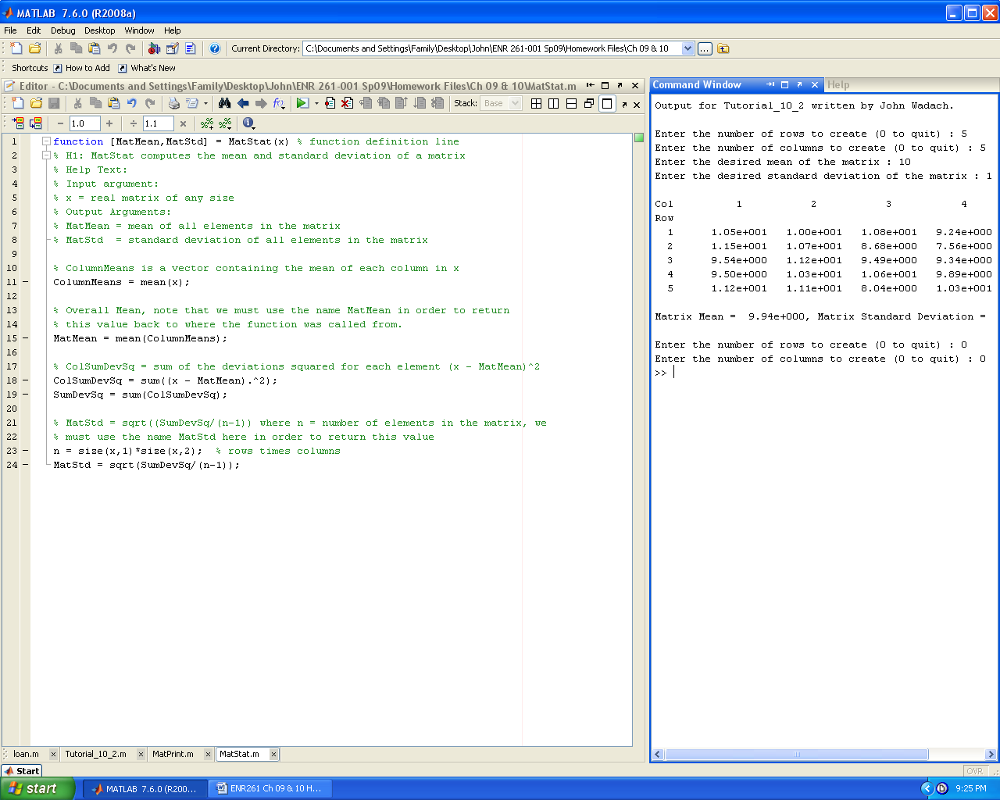 MATLAB  7.6.0 (R2008a)
File Edit Debug Desktop Window Help
Current Directory: C:\Documents and Settings\Family\Desktop\John\ENR 261-001 Sp09\Homework Files\Ch 09 & 10 ...
Shortcuts How to Add What's New
Editor - C:\Documents and Settings\Family\Desktop\John\ENR 261-001 Sp09\Homework Files\Ch 09 & 10\MatStat.m
Stack: Base
− 1.0 + ÷ 1.1 ×
1 function [MatMean,MatStd] = MatStat(x) % function definition line
2 % H1: MatStat computes the mean and standard deviation of a matrix
3 % Help Text:
4 % Input argument:
5 % x = real matrix of any size
6 % Output Arguments:
7 % MatMean = mean of all elements in the matrix
8 % MatStd  = standard deviation of all elements in the matrix
9
10 % ColumnMeans is a vector containing the mean of each column in x
11 − ColumnMeans = mean(x);
12
13 % Overall Mean, note that we must use the name MatMean in order to return
14 % this value back to where the function was called from.
15 − MatMean = mean(ColumnMeans);
16
17 % ColSumDevSq = sum of the deviations squared for each element (x - MatMean)^2
18 − ColSumDevSq = sum((x - MatMean).^2);
19 − SumDevSq = sum(ColSumDevSq);
20
21 % MatStd = sqrt((SumDevSq/(n-1)) where n = number of elements in the matrix, we
22 % must use the name MatStd here in order to return this value
23 − n = size(x,1)*size(x,2);  % rows times columns
24 − MatStd = sqrt(SumDevSq/(n-1));
loan.m Tutorial_10_2.m MatPrint.m MatStat.m
Command Window Help
Output for Tutorial_10_2 written by John Wadach.
Enter the number of rows to create (0 to quit) : 5
Enter the number of columns to create (0 to quit) : 5
Enter the desired mean of the matrix : 10
Enter the desired standard deviation of the matrix : 1
Col 1 2 3 4
Row
1 1.05e+001 1.00e+001 1.08e+001 9.24e+000
2 1.15e+001 1.07e+001 8.68e+000 7.56e+000
3 9.54e+000 1.12e+001 9.49e+000 9.34e+000
4 9.50e+000 1.03e+001 1.06e+001 9.89e+000
5 1.12e+001 1.11e+001 8.04e+000 1.03e+001
Matrix Mean =  9.94e+000, Matrix Standard Deviation =
Enter the number of rows to create (0 to quit) : 0
Enter the number of columns to create (0 to quit) : 0
>>
Start OVR
start MATLAB 7.6.0 (R200... ENR261 Ch 09 & 10 H... 9:25 PM